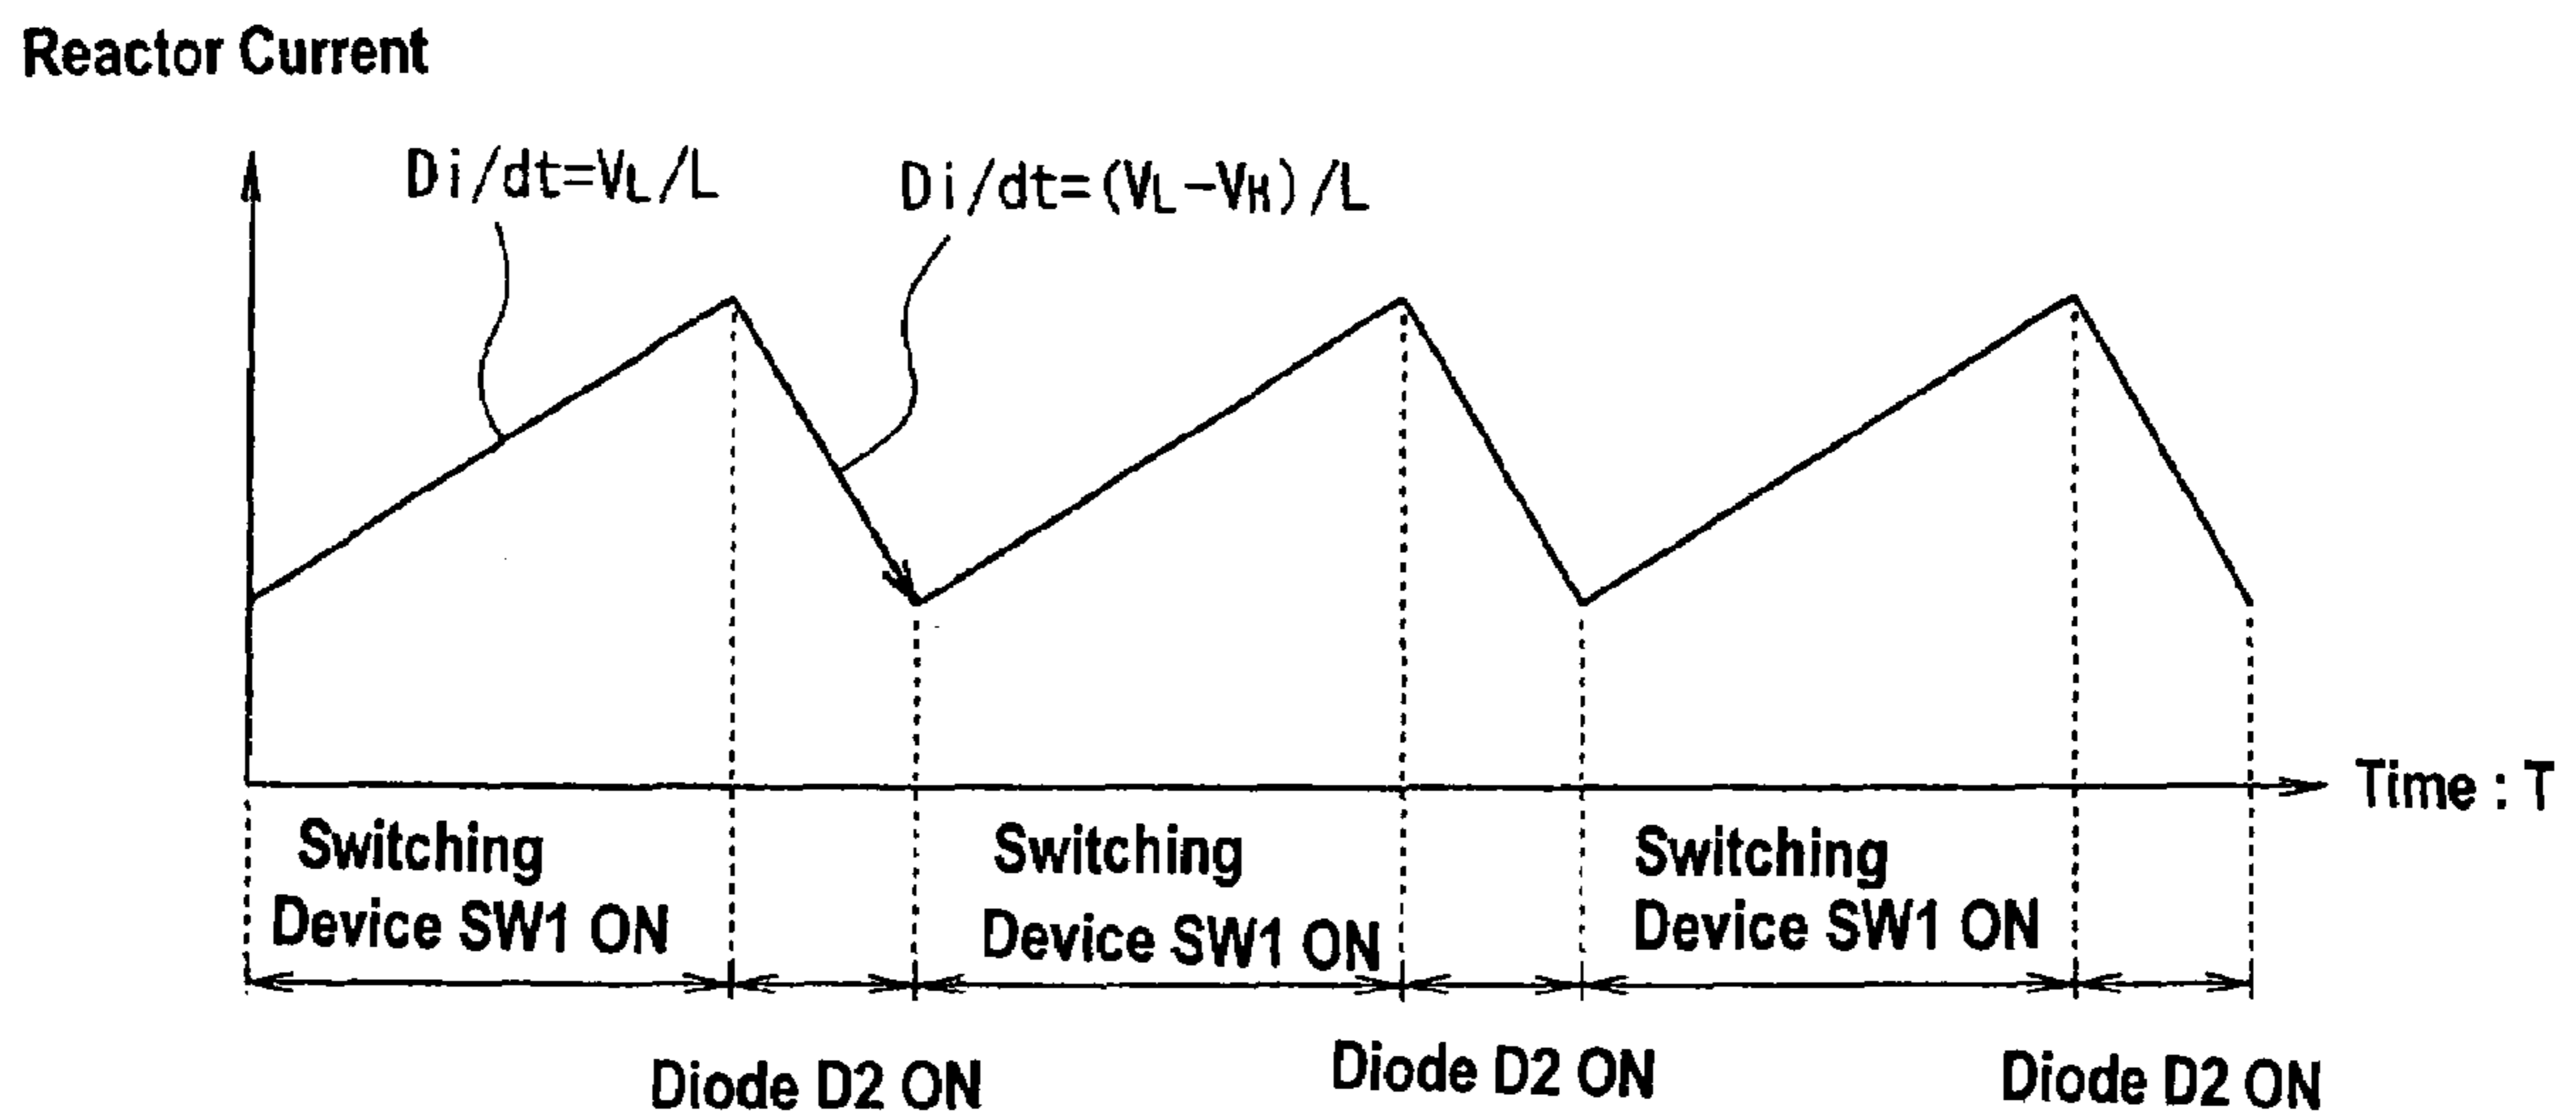 Reactor Current
Di/dt=VL/L
Di/dt=(VL-VH)/L
Time : T
Switching
Device SW1 ON
Switching
Device SW1 ON
Switching
Device SW1 ON
Diode D2 ON
Diode D2 ON
Diode D2 ON